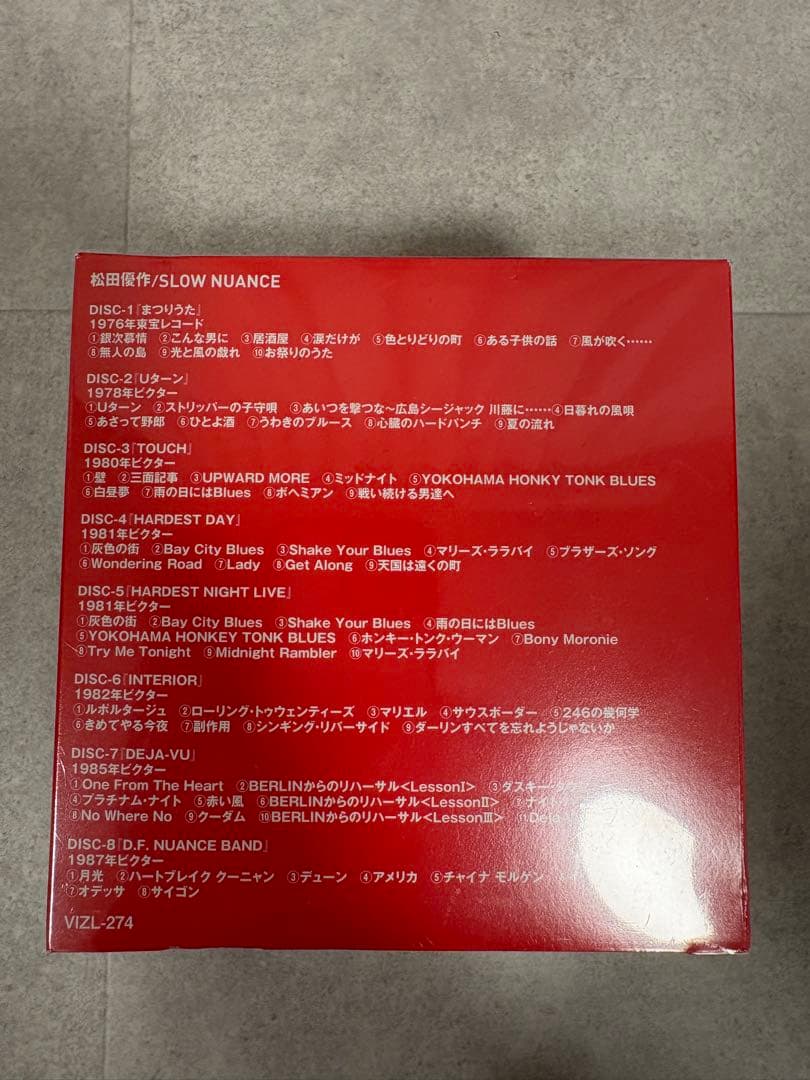 松田優作/SLOW NUANCE
DISC-1『まつりうた』
1976年東宝レコード
①銀次慕情 ②こんな男に ③居酒屋 ④涙だけが ⑤色とりどりの町 ⑥ある子供の話 ⑦風が吹く……
⑧無人の島 ⑨光と風の戯れ ⑩お祭りのうた
DISC-2『Uターン』
1978年ビクター
①Uターン ②ストリッパーの子守唄 ③あいつを撃つな～広島シージャック 川藤に…… ④日暮れの風唄
⑤あさって野郎 ⑥ひとよ酒 ⑦うわきのブルース ⑧心臓のハードパンチ ⑨夏の流れ
DISC-3『TOUCH』
1980年ビクター
①壁 ②三面記事 ③UPWARD MORE ④ミッドナイト ⑤YOKOHAMA HONKY TONK BLUES
⑥白昼夢 ⑦雨の日にはBlues ⑧ボヘミアン ⑨戦い続ける男達へ
DISC-4『HARDEST DAY』
1981年ビクター
①灰色の街 ②Bay City Blues ③Shake Your Blues ④マリーズ・ララバイ ⑤ブラザーズ・ソング
⑥Wondering Road ⑦Lady ⑧Get Along ⑨天国は遠くの町
DISC-5『HARDEST NIGHT LIVE』
1981年ビクター
①灰色の街 ②Bay City Blues ③Shake Your Blues ④雨の日にはBlues
⑤YOKOHAMA HONKEY TONK BLUES ⑥ホンキー・トンク・ウーマン ⑦Bony Moronie
⑧Try Me Tonight ⑨Midnight Rambler ⑩マリーズ・ララバイ
DISC-6『INTERIOR』
1982年ビクター
①ルポルタージュ ②ローリング・トゥウェンティーズ ③マリエル ④サウスポーダー ⑤246の幾何学
⑥きめてやる今夜 ⑦副作用 ⑧シンギング・リバーサイド ⑨ダーリンすべてを忘れようじゃないか
DISC-7『DEJA-VU』
1985年ビクター
①One From The Heart ②BERLINからのリハーサル<LessonⅠ> ③ダスキー・
④プラチナム・ナイト ⑤赤い風 ⑥BERLINからのリハーサル<LessonⅡ> ⑦ナイト
⑧No Where No ⑨クーダム ⑩BERLINからのリハーサル<LessonⅢ> ⑪Deja
DISC-8『D.F. NUANCE BAND』
1987年ビクター
①月光 ②ハートブレイク クーニャン ③デューン ④アメリカ ⑤チャイナ モルゲン
⑦オデッサ ⑧サイゴン
VIZL-274